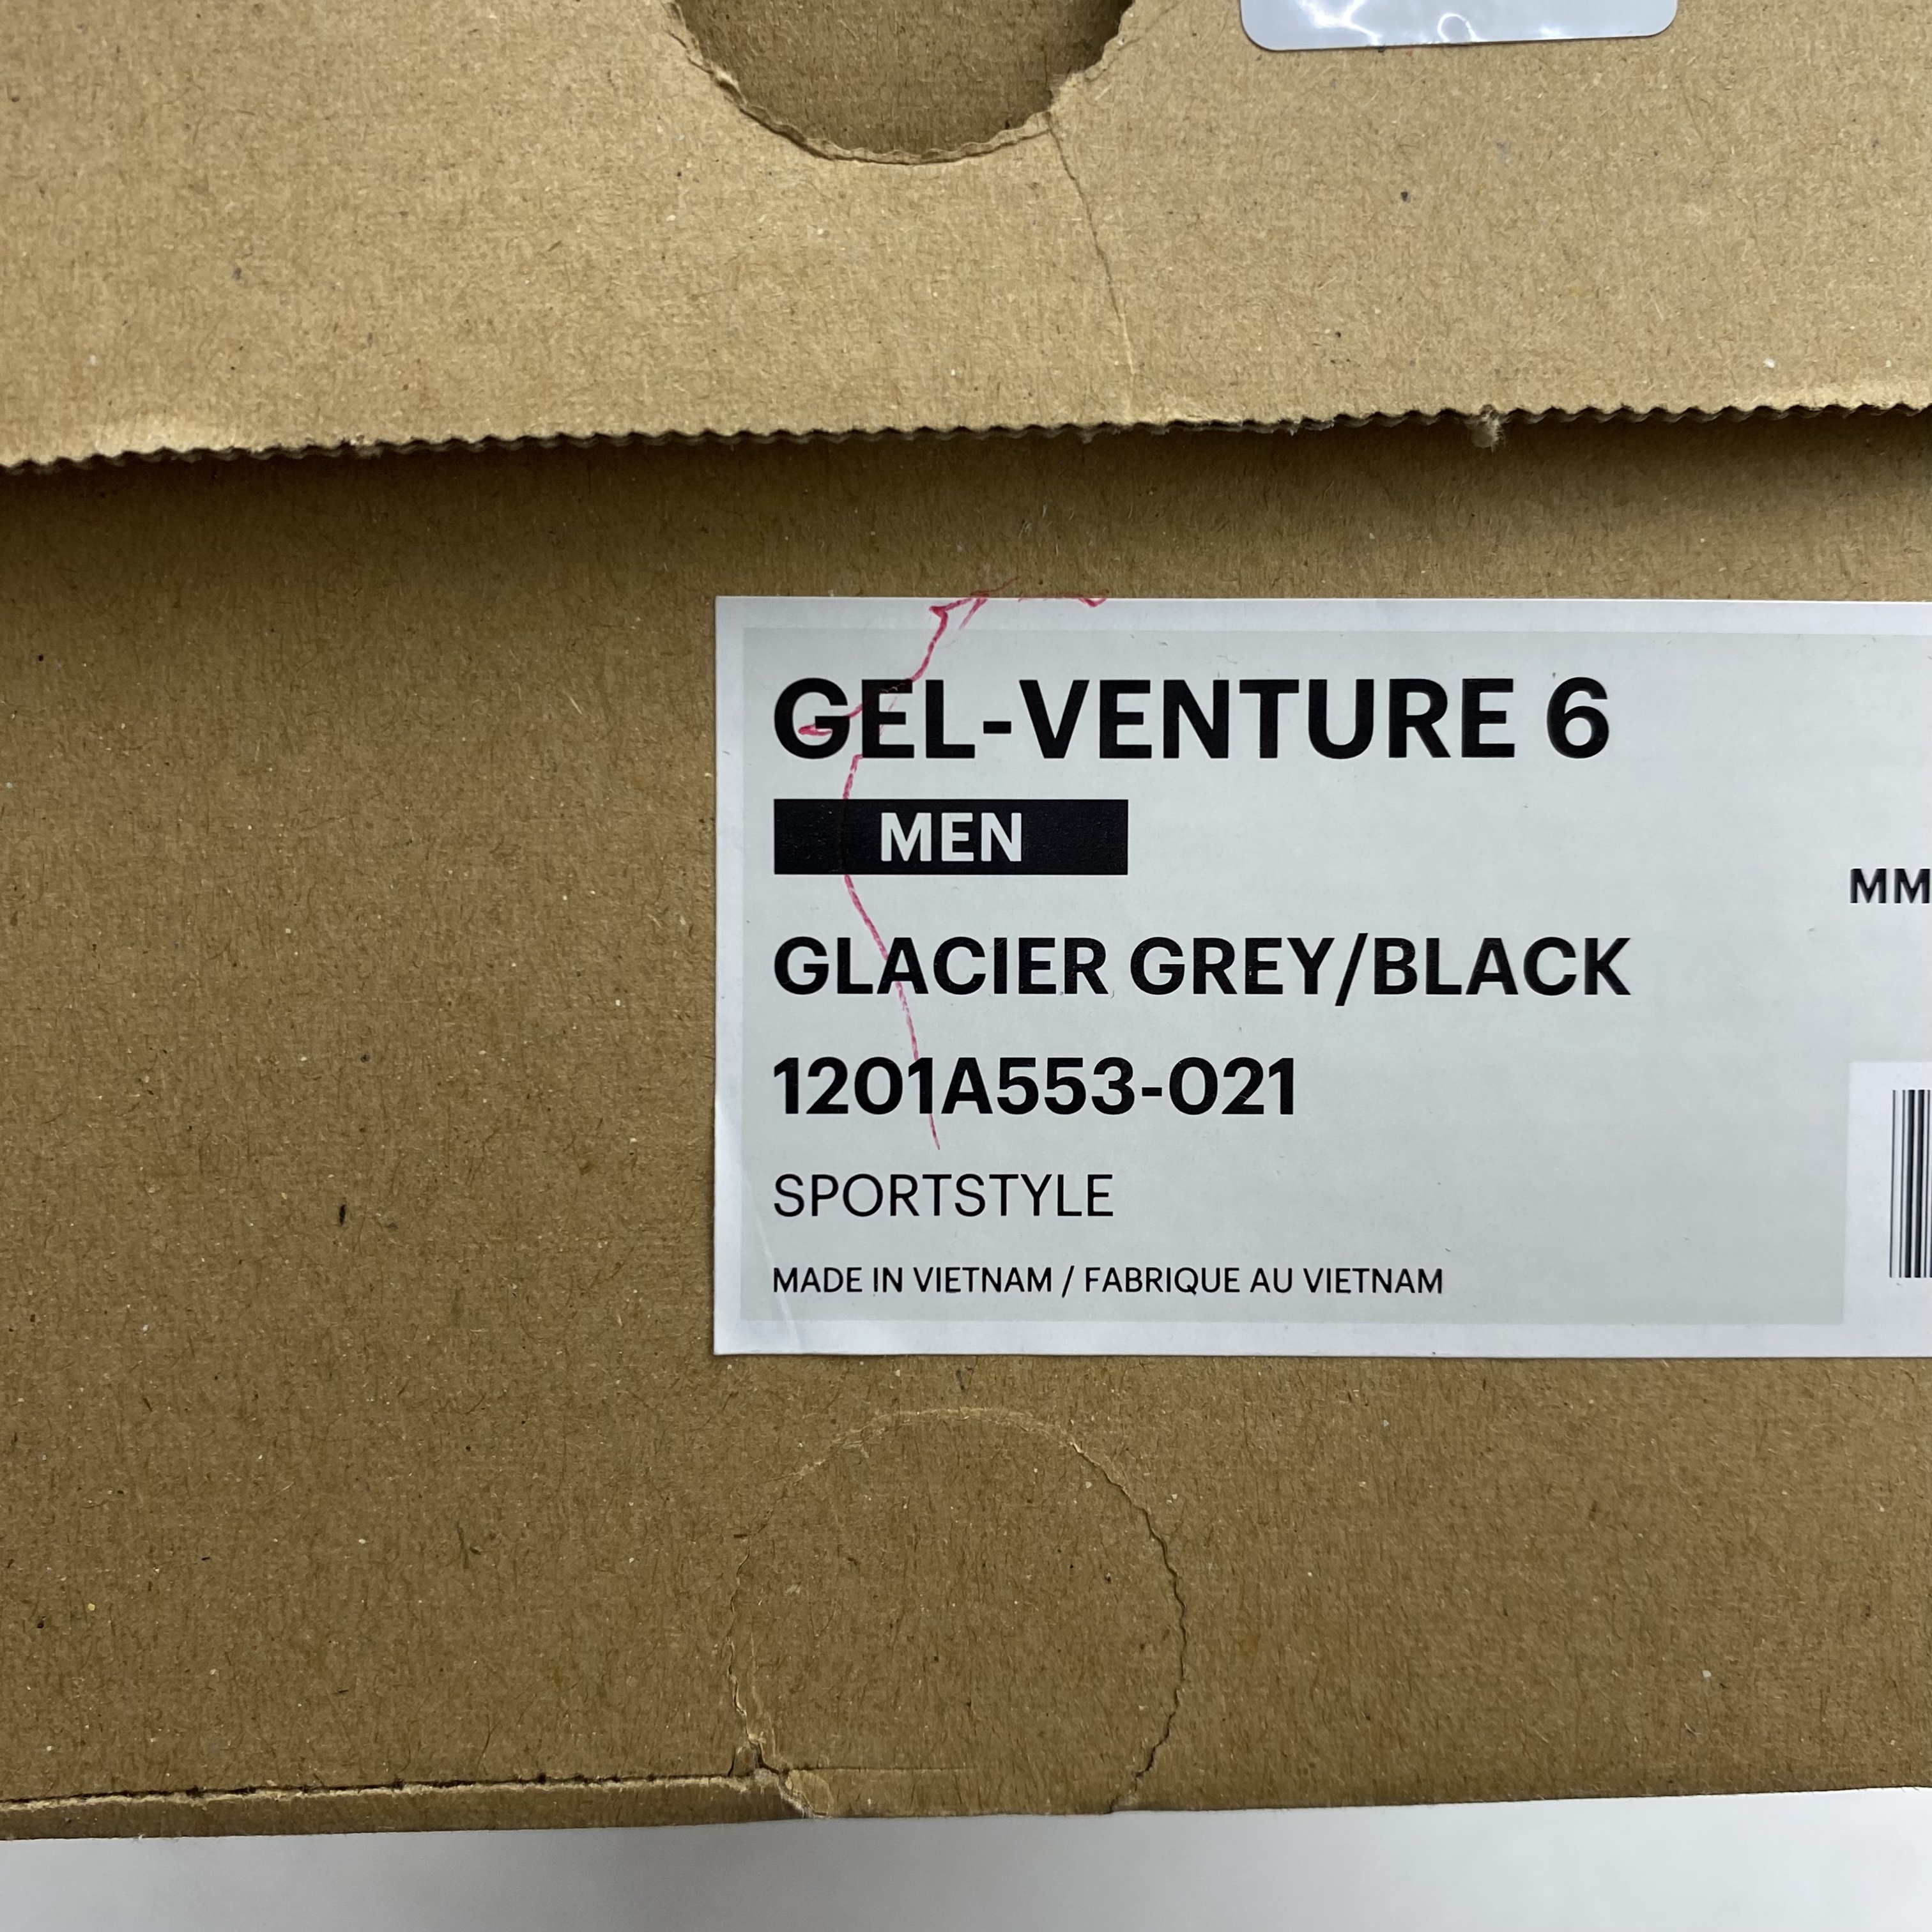 GEL-VENTURE 6
MEN
GLACIER GREY/BLACK
MM
1201A553-021
SPORTSTYLE
MADE IN VIETNAM / FABRIQUE AU VIETNAM